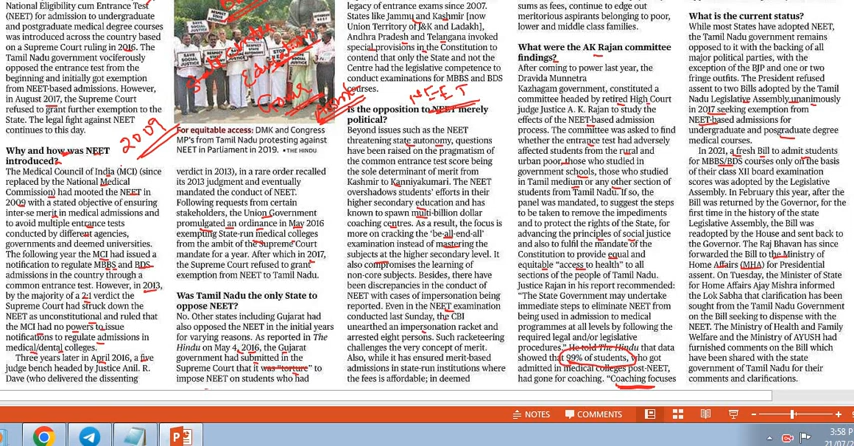 National Eligibility cum Entrance Test
(NEET) for admission to undergraduate
and postgraduate medical degree courses
was introduced across the country based
on a Supreme Court ruling in 2016. The
Tamil Nadu government vociferously
opposed the entrance test from the
beginning and initially got exemption
from NEET-based admissions. However,
in August 2017, the Supreme Court
refused to grant further exemption to the
State. The legal fight against NEET
continues to this day.
2009
Why and how was NEET
introduced?
The Medical Council of India (MCI) (since
replaced by the National Medical
Commission) had mooted the NEET in
2009 with a stated objective of ensuring
inter-se merit in medical admissions and
to avoid multiple entrance tests
conducted by different agencies,
governments and deemed universities.
The following year the MCI had issued a
notification to regulate MBBS and BDS
admissions in the country through a
common entrance test. However, in 2013,
by the majority of a 2:1 verdict the
Supreme Court had struck down the
NEET as unconstitutional and ruled that
the MCI had no powers to issue
notifications to regulate admissions in
medical/dental colleges.
Three years later in April 2016, a five
judge bench headed by Justice Anil. R.
Dave (who delivered the dissenting
For equitable access: DMK and Congress
MP's from Tamil Nadu protesting against
NEET in Parliament in 2019. • THE HINDU
verdict in 2013), in a rare order recalled
its 2013 judgment and eventually
mandated the conduct of NEET.
Following requests from certain
stakeholders, the Union Government
promulgated an ordinance in May 2016
exempting State-run medical colleges
from the ambit of the Supreme Court
mandate for a year. After which in 2017,
the Supreme Court refused to grant
exemption from NEET to Tamil Nadu.
Was Tamil Nadu the only State to
oppose NEET?
No. Other states including Gujarat had
also opposed the NEET in the initial years
for varying reasons. As reported in The
Hindu on May 4, 2016, the Gujarat
government had submitted in the
Supreme Court that it was "torture" to
impose NEET on students who had
legacy of entrance exams since 2007.
States like Jammu and Kashmir [now
Union Territory of J&K and Ladakh],
Andhra Pradesh and Telangana invoked
special provisions in the Constitution to
contend that only the State and not the
Centre had the legislative competence to
conduct examinations for MBBS and BDS
courses.
NEET
Is the opposition to NEET merely
political?
Beyond issues such as the NEET
threatening state autonomy, questions
have been raised on the pragmatism of
the common entrance test score being
the sole determinant of merit from
Kashmir to Kanniyakumari. The NEET
overshadows students' efforts in their
higher secondary education and has
known to spawn multi-billion dollar
coaching centres. As a result, the focus is
more on cracking the 'be-all-end-all'
examination instead of mastering the
subjects at the higher secondary level. It
also compromises the learning of
non-core subjects. Besides, there have
been discrepancies in the conduct of
NEET with cases of impersonation being
reported. Even in the NEET examination
conducted last Sunday, the CBI
unearthed an impersonation racket and
arrested eight persons. Such racketeering
challenges the very concept of merit.
Also, while it has ensured merit-based
admissions in state-run institutions where
the fees is affordable; in deemed
sums as fees, continue to edge out
meritorious aspirants belonging to poor,
lower and middle class families.
What were the AK Rajan committee
findings?
After coming to power last year, the
Dravida Munnetra
Kazhagam government, constituted a
committee headed by retired High Court
judge Justice A. K. Rajan to study the
effects of the NEET-based admission
process. The committee was asked to find
whether the entrance test had adversely
affected students from the rural and
urban poor, those who studied in
government schools, those who studied
in Tamil medium or any other section of
students from Tamil Nadu. If so, the
panel was mandated, to suggest the steps
to be taken to remove the impediments
and to protect the rights of the State, for
advancing the principles of social justice
and also to fulfil the mandate of the
Constitution to provide equal and
equitable "access to health" to all
sections of the people of Tamil Nadu.
Justice Rajan in his report recommended:
"The State government may undertake
immediate steps to eliminate NEET from
being used in admission to medical
programmes at all levels by following the
required legal and/or legislative
procedures." He told The Hindu that data
showed that 99% of students, who got
admitted in medical colleges post-NEET,
had gone for coaching. "Coaching focuses
What is the current status?
While most States have adopted NEET,
the Tamil Nadu government remains
opposed to it with the backing of all
major political parties, with the
exception of the BJP and one or two
fringe outfits. The President refused
assent to two Bills adopted by the Tamil
Nadu Legislative Assembly unanimously
in 2017 seeking exemption from
NEET-based admissions for
undergraduate and postgraduate degree
medical courses.
In 2021, a fresh Bill to admit students
for MBBS/BDS courses only on the basis
of their class XII board examination
scores was adopted by the Legislative
Assembly. In February this year, after the
Bill was returned by the Governor, for the
first time in the history of the state
Legislative Assembly, the Bill was
readopted by the House and sent back to
the Governor. The Raj Bhavan has since
forwarded the Bill to the Ministry of
Home Affairs (MHA) for Presidential
assent. On Tuesday, the Minister of State
for Home Affairs Ajay Mishra informed
the Lok Sabha that clarification has been
sought from the Tamil Nadu Government
on the Bill seeking to dispense with the
NEET. The Ministry of Health and Family
Welfare and the Ministry of AYUSH had
furnished comments on the Bill which
have been shared with the state
government of Tamil Nadu for their
comments and clarifications.
NOTES COMMENTS
3:58 P
21/07/2